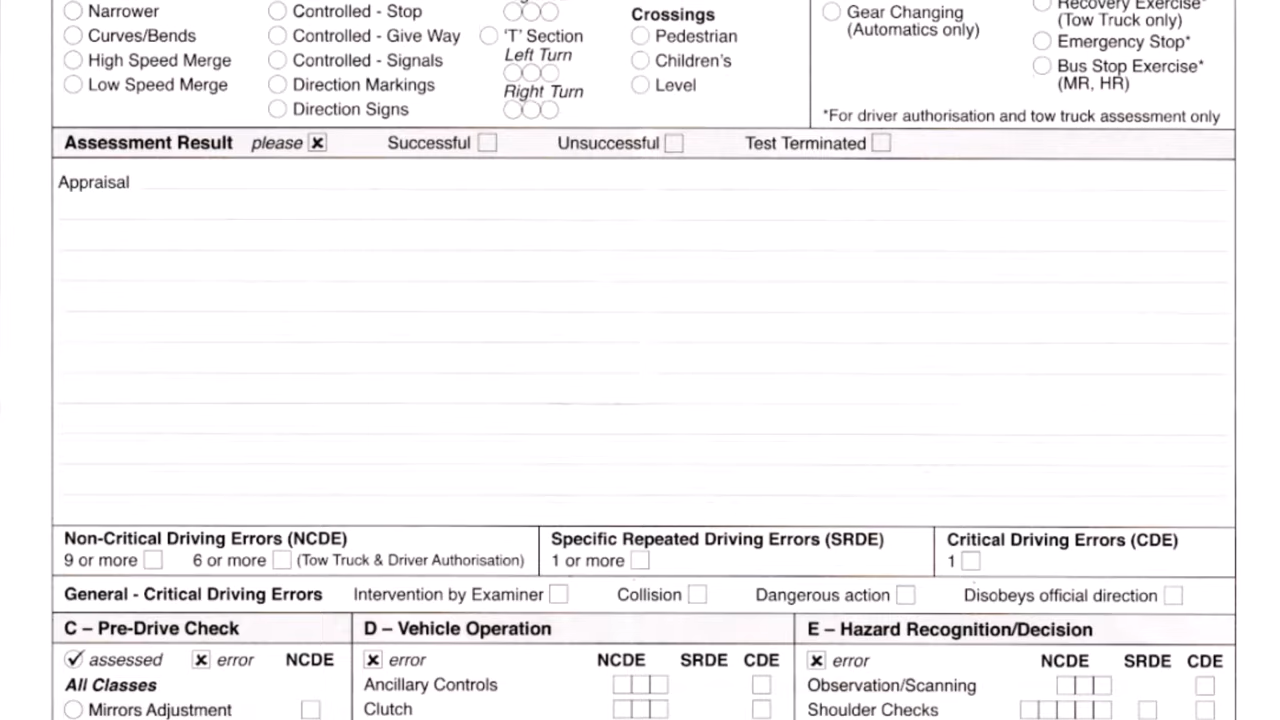 Narrower
Controlled - Stop
Crossings
Gear Changing
(Automatics only)
Recovery Exercise*
(Tow Truck only)
Curves/Bends
Controlled - Give Way
'T' Section
Pedestrian
Emergency Stop*
High Speed Merge
Controlled - Signals
Left Turn
Children's
Bus Stop Exercise*
(MR, HR)
Low Speed Merge
Direction Markings
Right Turn
Level
Direction Signs
*For driver authorisation and tow truck assessment only
Assessment Result please x Successful Unsuccessful Test Terminated
Appraisal
Non-Critical Driving Errors (NCDE)
9 or more 6 or more (Tow Truck & Driver Authorisation)
Specific Repeated Driving Errors (SRDE)
1 or more
Critical Driving Errors (CDE)
1
General - Critical Driving Errors Intervention by Examiner Collision Dangerous action Disobeys official direction
C – Pre-Drive Check
✓ assessed x error NCDE
All Classes
Mirrors Adjustment
D – Vehicle Operation
x error NCDE SRDE CDE
Ancillary Controls
Clutch
E – Hazard Recognition/Decision
x error NCDE SRDE CDE
Observation/Scanning
Shoulder Checks